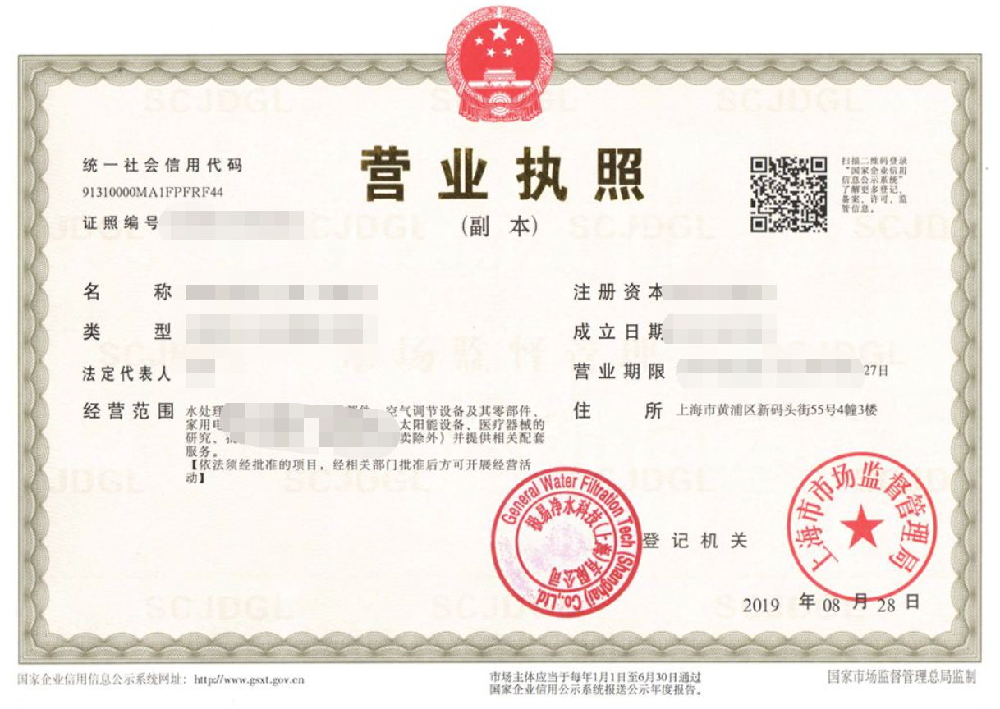 统一社会信用代码
91310000MA1FPFRF44
证照编号
营业执照
（副 本）
扫描二维码登录
“国家企业信用
信息公示系统”
了解更多登记、
备案、许可、监
管信息。
名 称
类 型
法定代表人
经营范围
水处理 空气调节设备及其零部件、
家用电 太阳能设备、医疗器械的
研究、 卖除外）并提供相关配套
服务。
【依法须经批准的项目，经相关部门批准后方可开展经营活
动】
注册资本
成立日期
营业期限 27日
住 所 上海市黄浦区新码头街55号4幢3楼
General Water Filtration Tech (Shanghai) Co.,Ltd.
极易净水科技(上海)有限公司
登记机关
上海市市场监督管理局
2019 年 08 月 28 日
国家企业信用信息公示系统网址：http://www.gsxt.gov.cn
市场主体应当于每年1月1日至6月30日通过
国家企业信用公示系统报送公示年度报告。
国家市场监督管理总局监制
SCJDGL